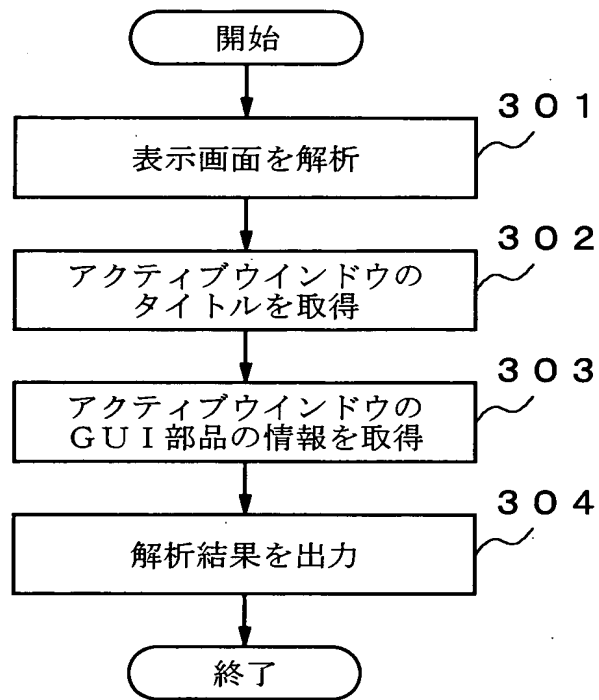 開始
301
表示画面を解析
302
アクティブウインドウの
タイトルを取得
303
アクティブウインドウの
GUI部品の情報を取得
304
解析結果を出力
終了